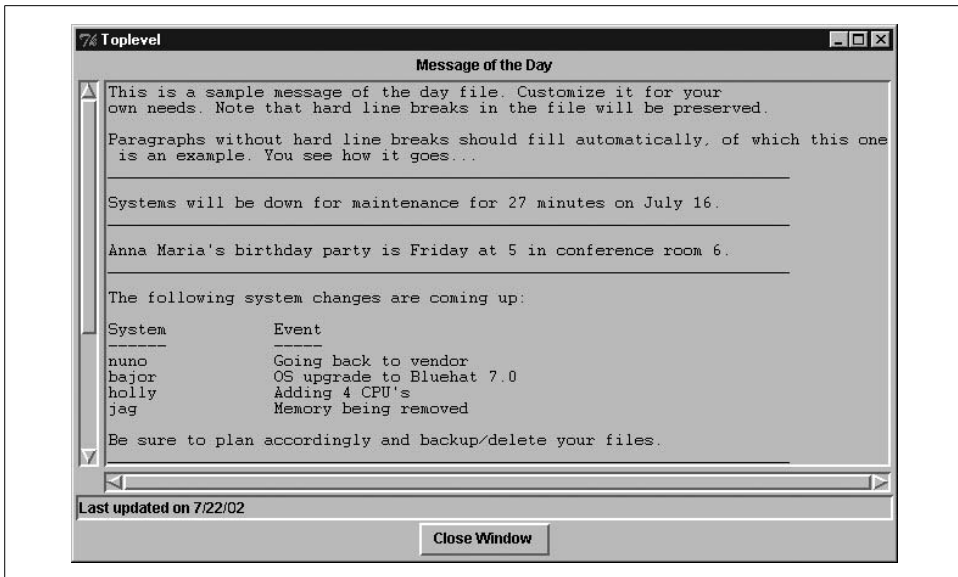 Toplevel
Message of the Day
This is a sample message of the day file. Customize it for your
own needs. Note that hard line breaks in the file will be preserved.
Paragraphs without hard line breaks should fill automatically, of which this one
is an example. You see how it goes...
Systems will be down for maintenance for 27 minutes on July 16.
Anna Maria's birthday party is Friday at 5 in conference room 6.
The following system changes are coming up:
System Event
------ -----
nuno Going back to vendor
bajor OS upgrade to Bluehat 7.0
holly Adding 4 CPU's
jag Memory being removed
Be sure to plan accordingly and backup/delete your files.
Last updated on 7/22/02
Close Window